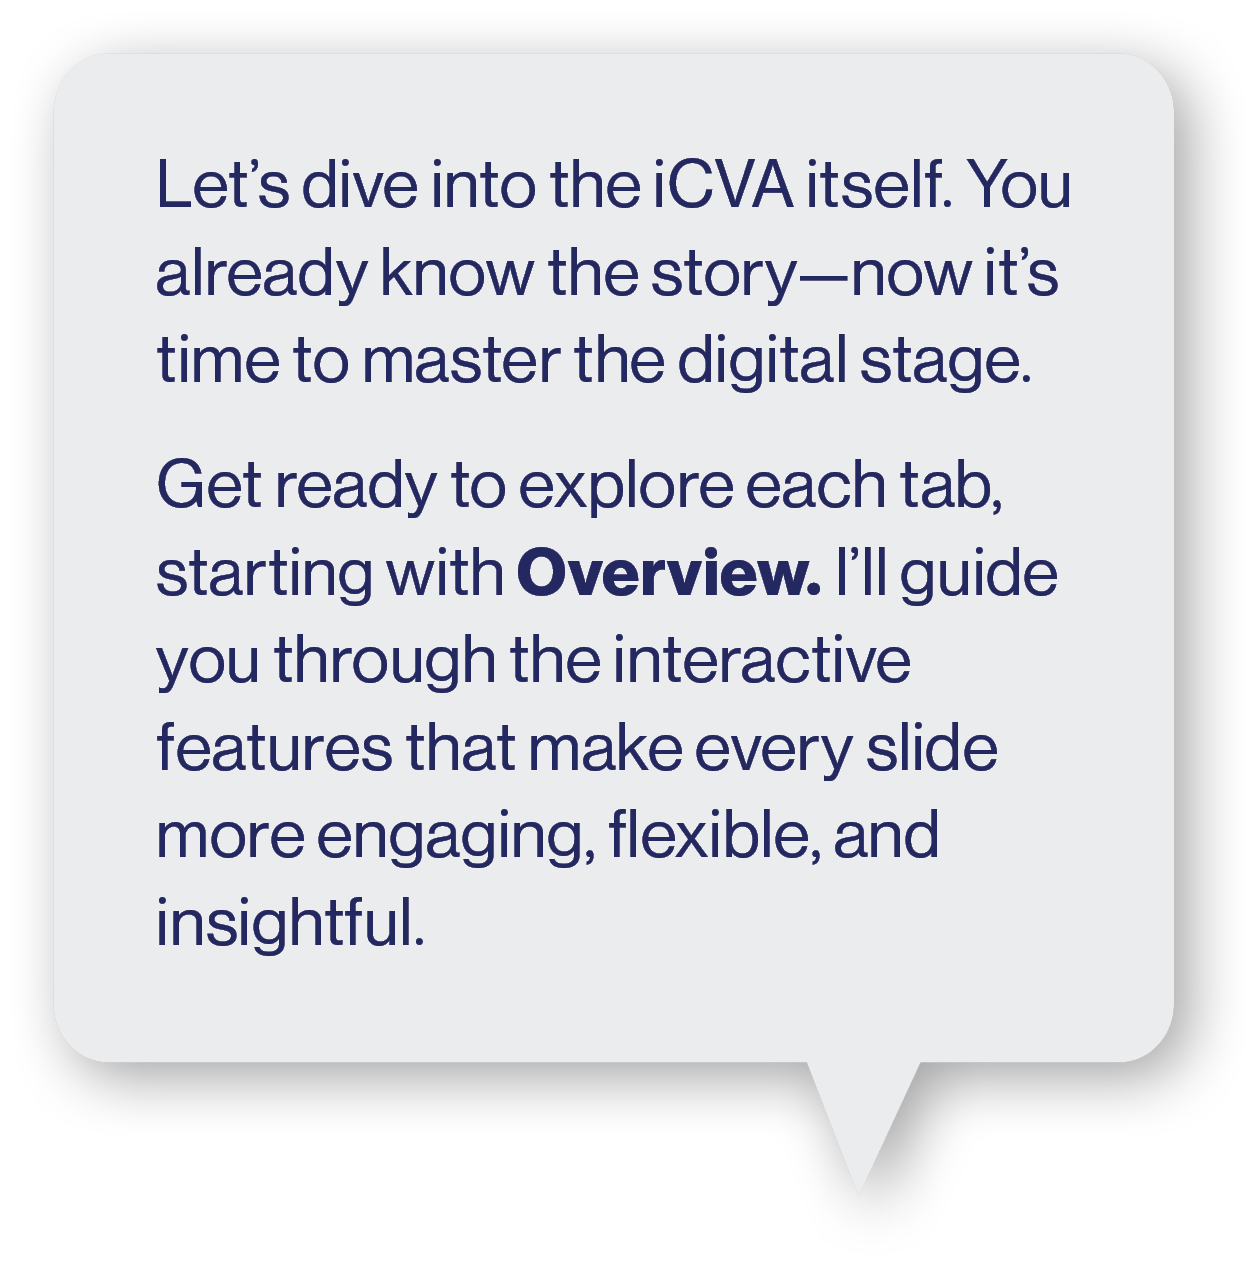 Let’s dive into the iCVA itself. You
already know the story—now it’s
time to master the digital stage.
Get ready to explore each tab,
starting with Overview. I’ll guide
you through the interactive
features that make every slide
more engaging, flexible, and
insightful.